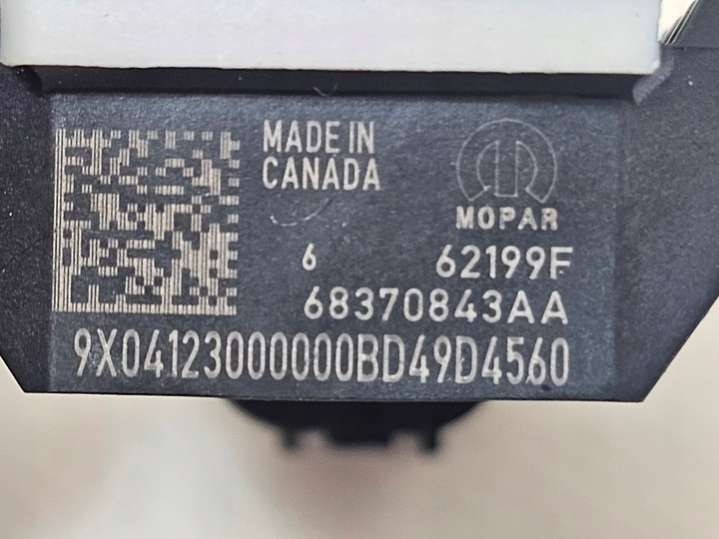 MADE IN
CANADA
MOPAR
6 62199F
68370843AA
9X04123000000BD49D4560